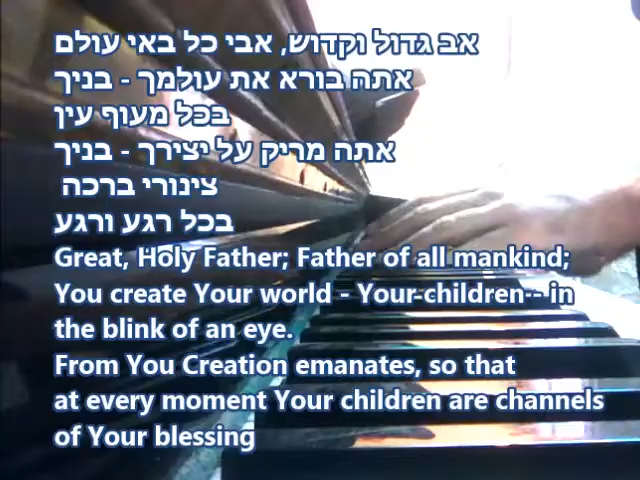 אב גדול וקדוש, אבי כל באי עולם
אתה בורא את עולמך - בניך
בכל מעוף עין
אתה מריק על יצירך - בניך
צינורי ברכה
בכל רגע ורגע
Great, Holy Father; Father of all mankind;
You create Your world - Your children-- in
the blink of an eye.
From You Creation emanates, so that
at every moment Your children are channels
of Your blessing